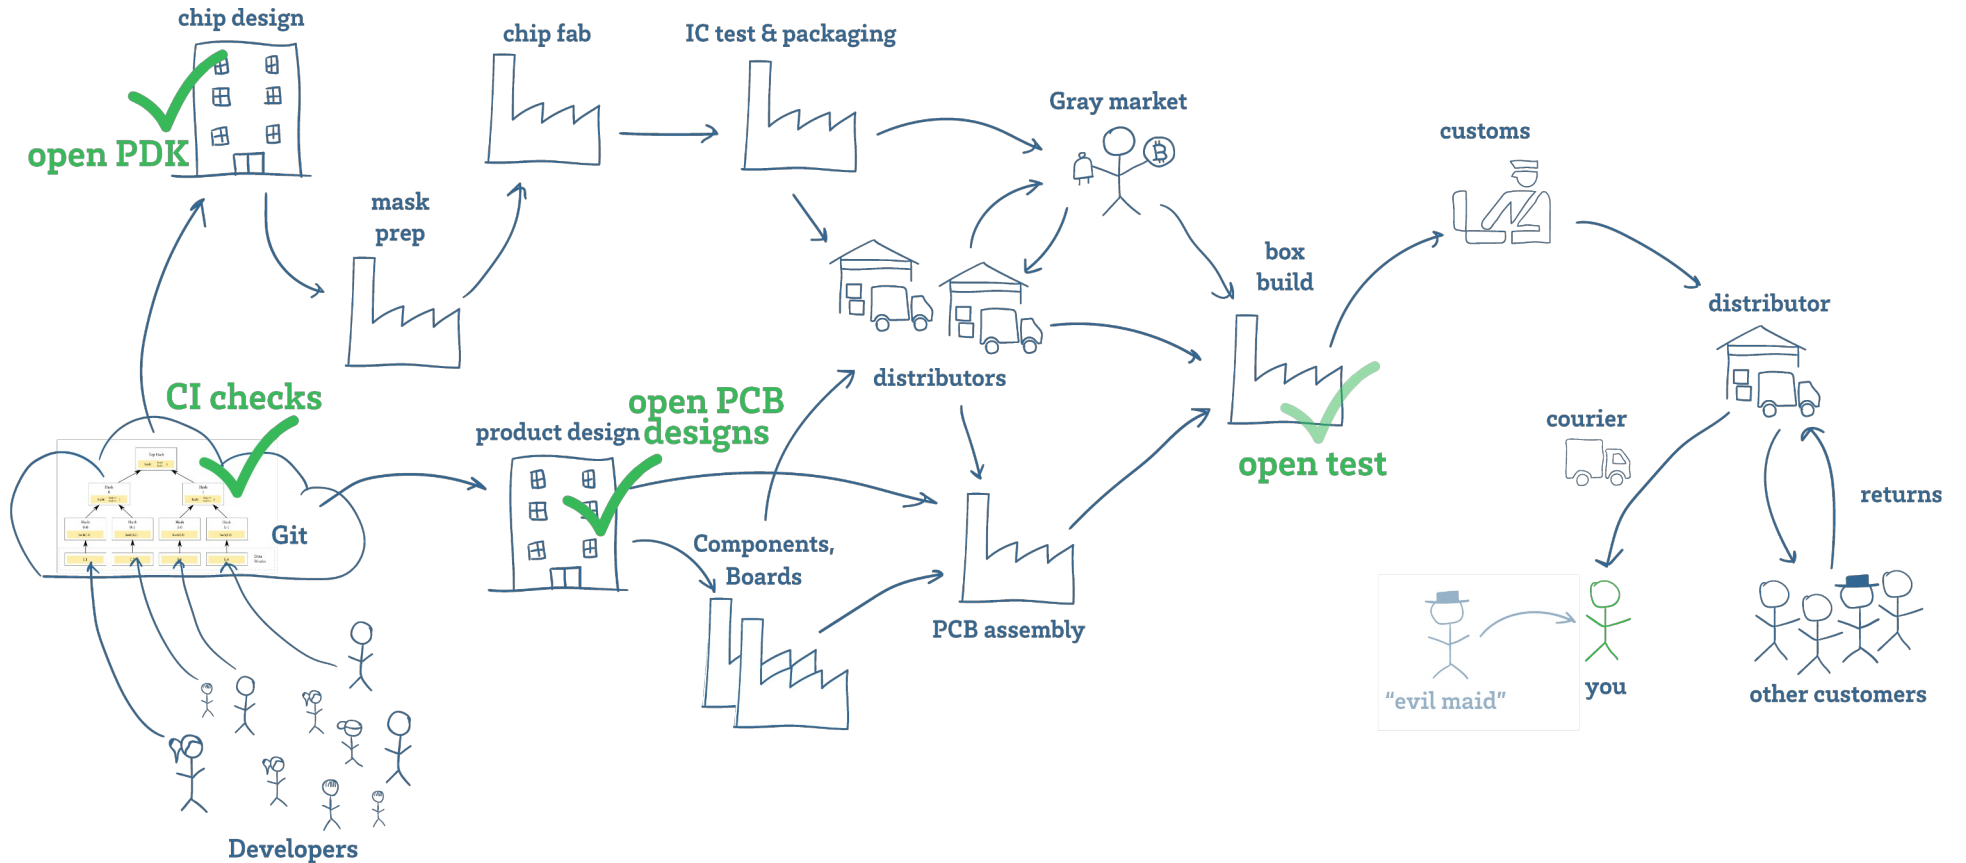 chip design
open PDK
chip fab
IC test & packaging
Gray market
customs
mask
prep
box
build
distributor
distributors
CI checks
open PCB
designs
product design
courier
open test
returns
Git
Components,
Boards
PCB assembly
"evil maid"
you
other customers
Developers